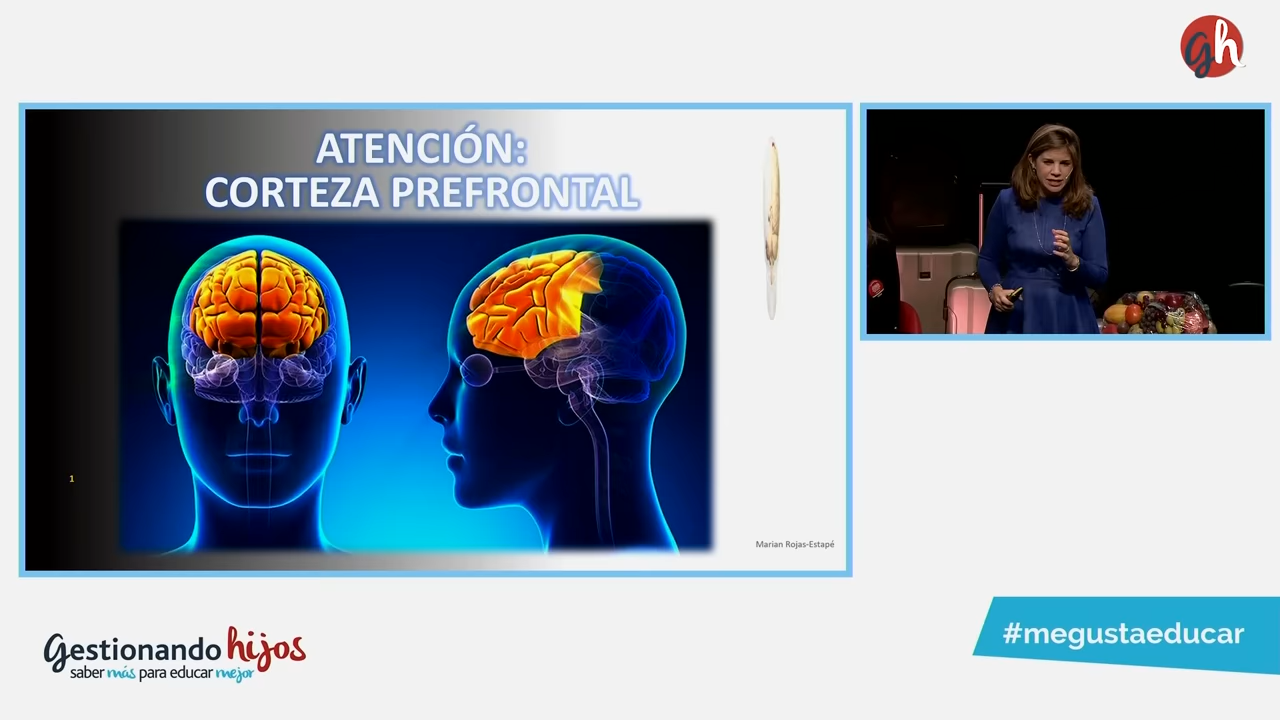 gh
ATENCIÓN:
CORTEZA PREFRONTAL
1
Marian Rojas-Estapé
Gestionando hijos
saber más para educar mejor
#megustaeducar